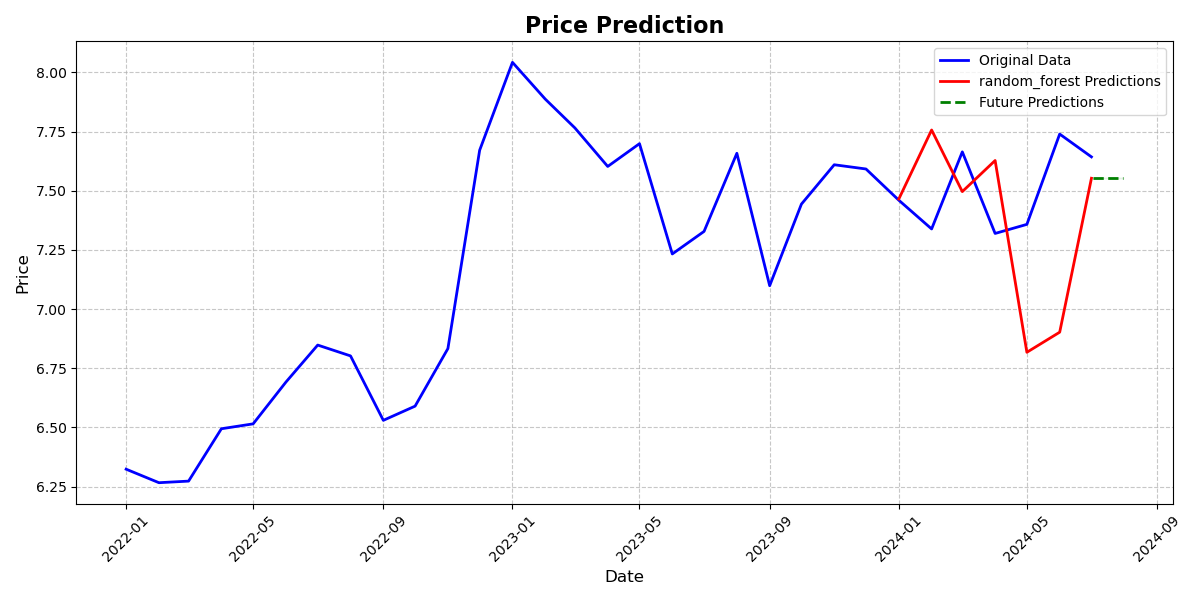 Price Prediction
Original Data
random_forest Predictions
Future Predictions
Price
8.00
7.75
7.50
7.25
7.00
6.75
6.50
6.25
2022-01
2022-05
2022-09
2023-01
2023-05
2023-09
2024-01
2024-05
2024-09
Date